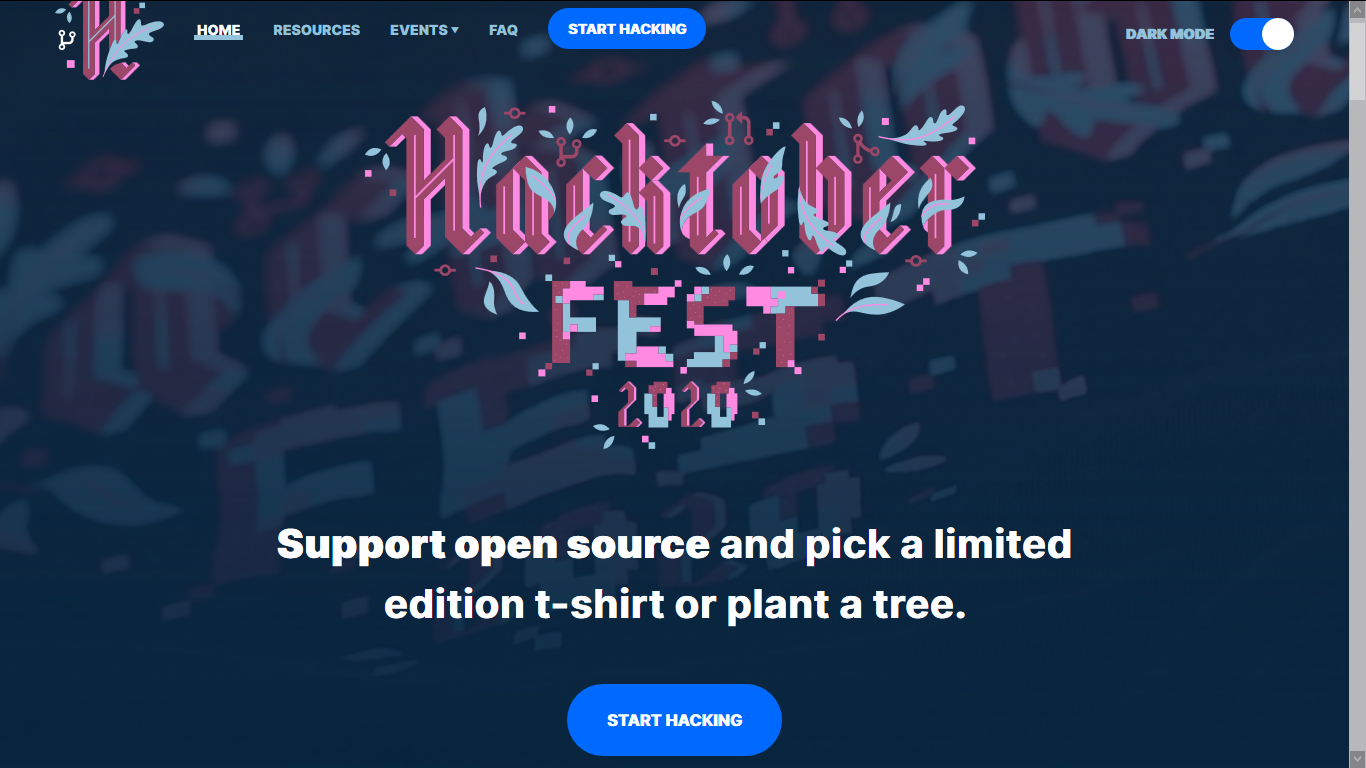 H
HOME
RESOURCES
EVENTS
FAQ
START HACKING
DARK MODE
Hacktober
FEST
2020
Support open source and pick a limited
edition t-shirt or plant a tree.
START HACKING